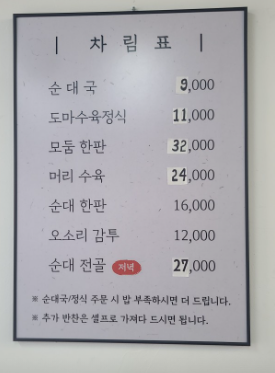 | 차 림 표 |
순 대 국 9,000
도마수육정식 11,000
모둠 한판 32,000
머리 수육 24,000
순대 한판 16,000
오소리 감투 12,000
순대 전골 저녁 27,000
※ 순대국/정식 주문 시 밥 부족하시면 더 드립니다.
※ 추가 반찬은 셀프로 가져다 드시면 됩니다.